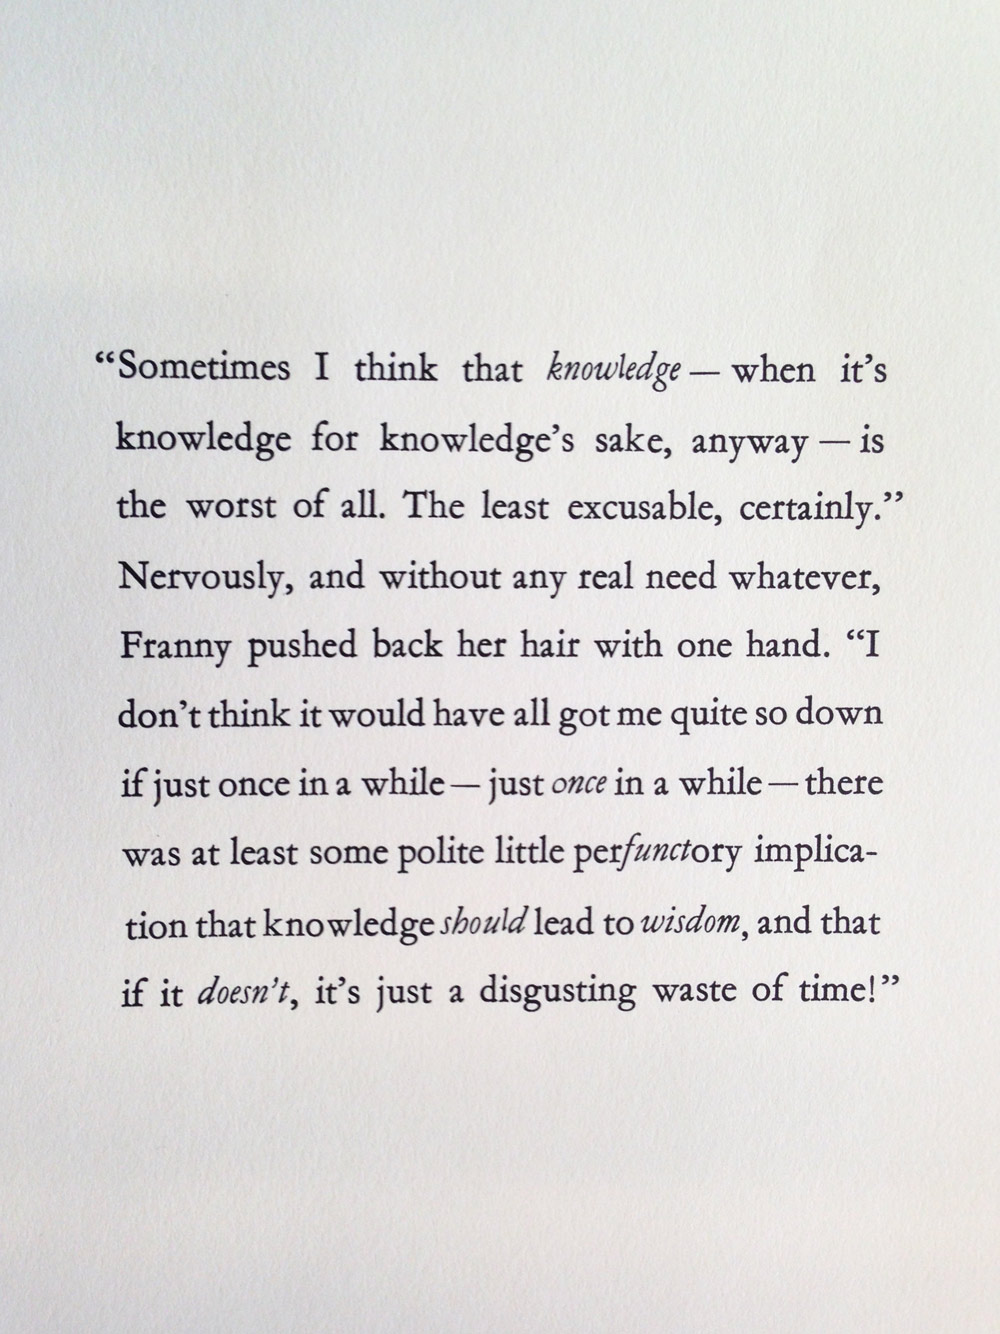 “Sometimes I think that knowledge — when it’s
knowledge for knowledge’s sake, anyway — is
the worst of all. The least excusable, certainly.”
Nervously, and without any real need whatever,
Franny pushed back her hair with one hand. “I
don’t think it would have all got me quite so down
if just once in a while — just once in a while — there
was at least some polite little perfunctory implica-
tion that knowledge should lead to wisdom, and that
if it doesn’t, it’s just a disgusting waste of time!”